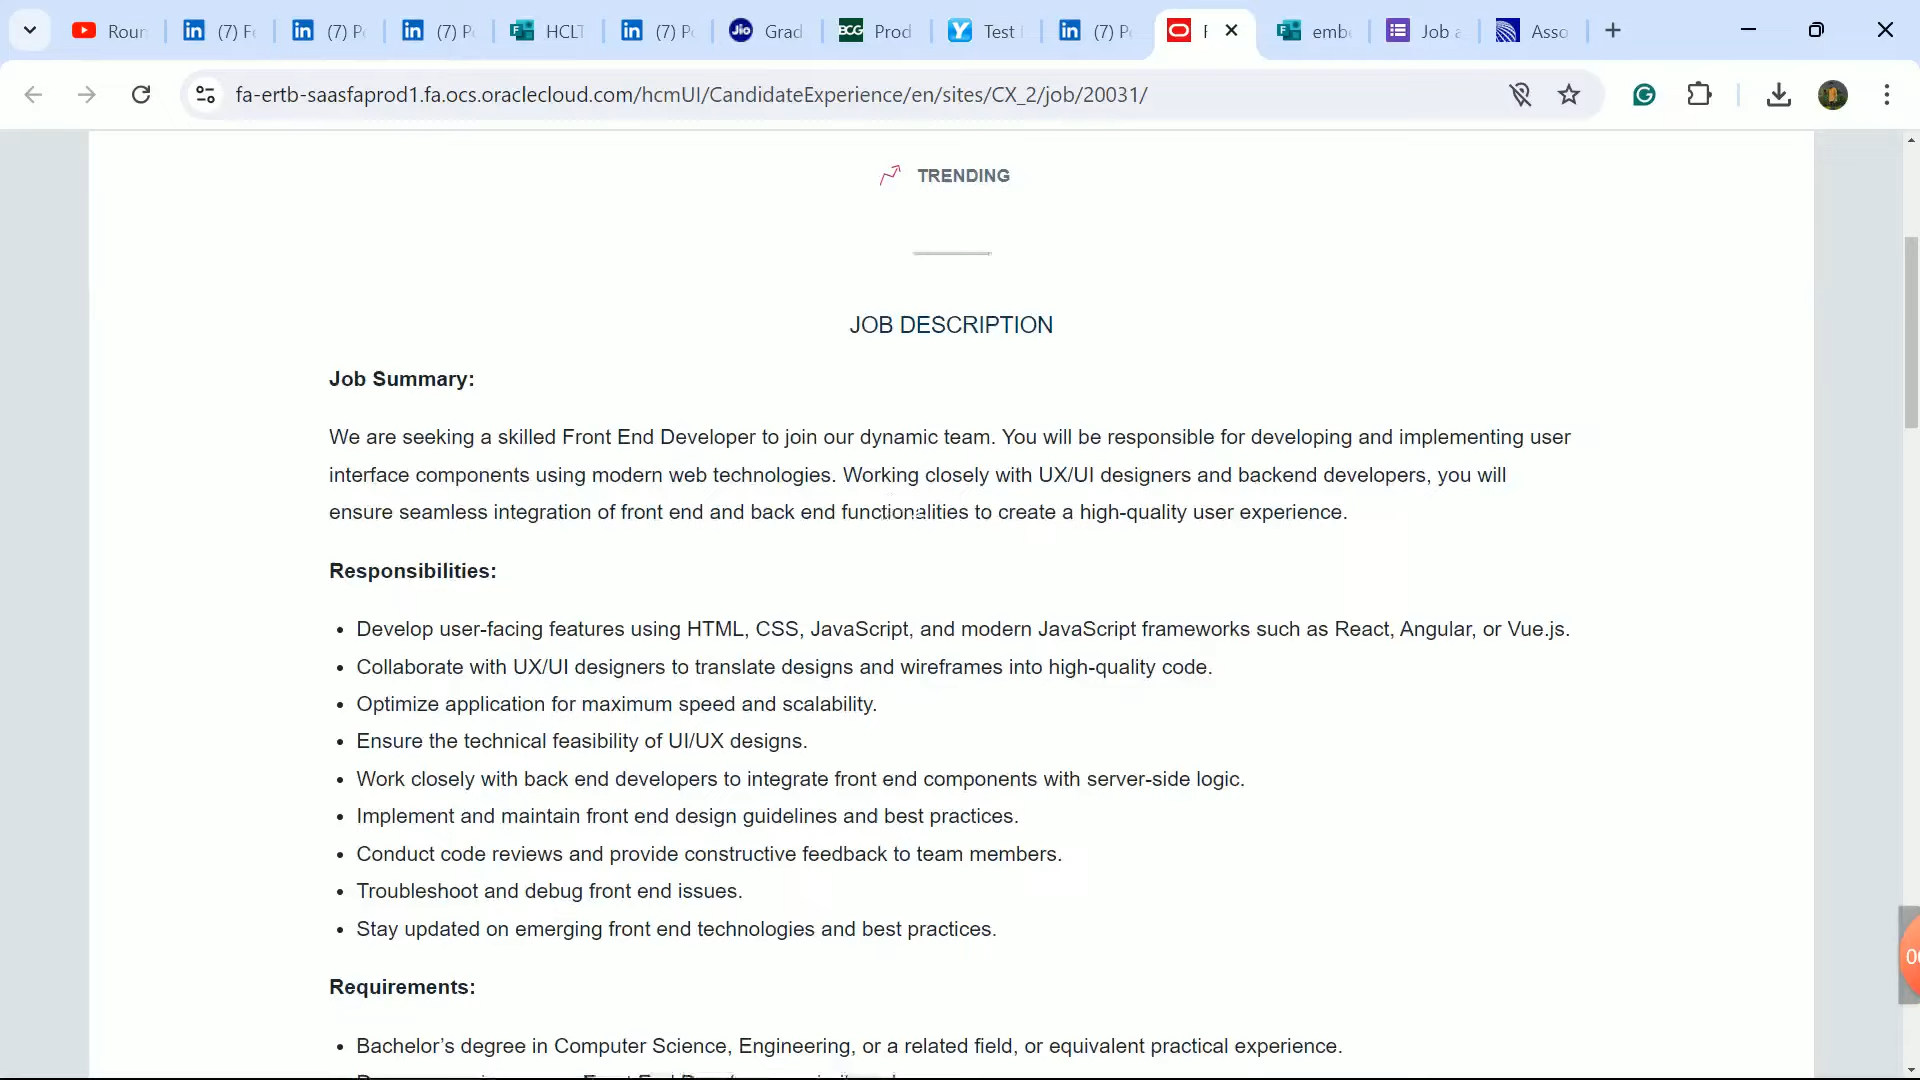 Roun
(7) Fe
(7) Po
(7) Po
HCLT
(7) Po
Jio
Grad
BCG
Prod
Test
(7) Po
embe
Job a
Asso
fa-ertb-saasfaprod1.fa.ocs.oraclecloud.com/hcmUI/CandidateExperience/en/sites/CX_2/job/20031/
TRENDING
JOB DESCRIPTION
Job Summary:
We are seeking a skilled Front End Developer to join our dynamic team. You will be responsible for developing and implementing user
interface components using modern web technologies. Working closely with UX/UI designers and backend developers, you will
ensure seamless integration of front end and back end functionalities to create a high-quality user experience.
Responsibilities:
• Develop user-facing features using HTML, CSS, JavaScript, and modern JavaScript frameworks such as React, Angular, or Vue.js.
• Collaborate with UX/UI designers to translate designs and wireframes into high-quality code.
• Optimize application for maximum speed and scalability.
• Ensure the technical feasibility of UI/UX designs.
• Work closely with back end developers to integrate front end components with server-side logic.
• Implement and maintain front end design guidelines and best practices.
• Conduct code reviews and provide constructive feedback to team members.
• Troubleshoot and debug front end issues.
• Stay updated on emerging front end technologies and best practices.
Requirements:
• Bachelor’s degree in Computer Science, Engineering, or a related field, or equivalent practical experience.